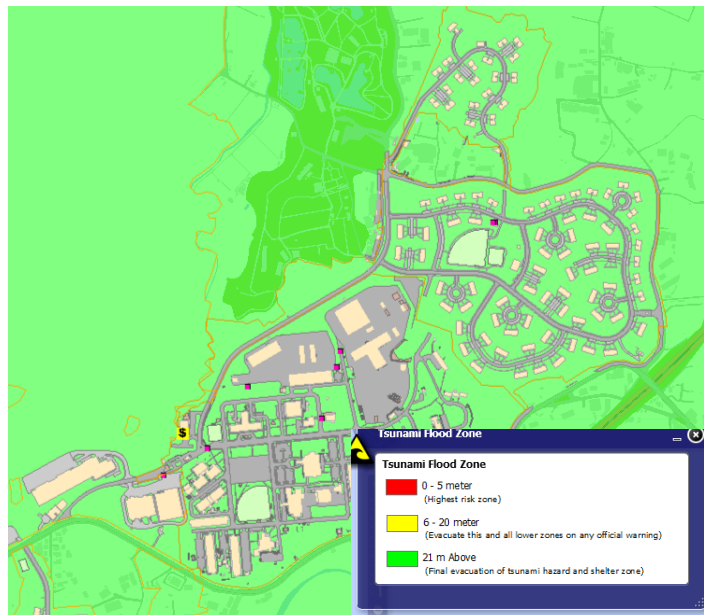 $
Tsunami Flood Zone
Tsunami Flood Zone
0 - 5 meter
(Highest risk zone)
6 - 20 meter
(Evacuate this and all lower zones on any official warning)
21 m Above
(Final evacuation of tsunami hazard and shelter zone)